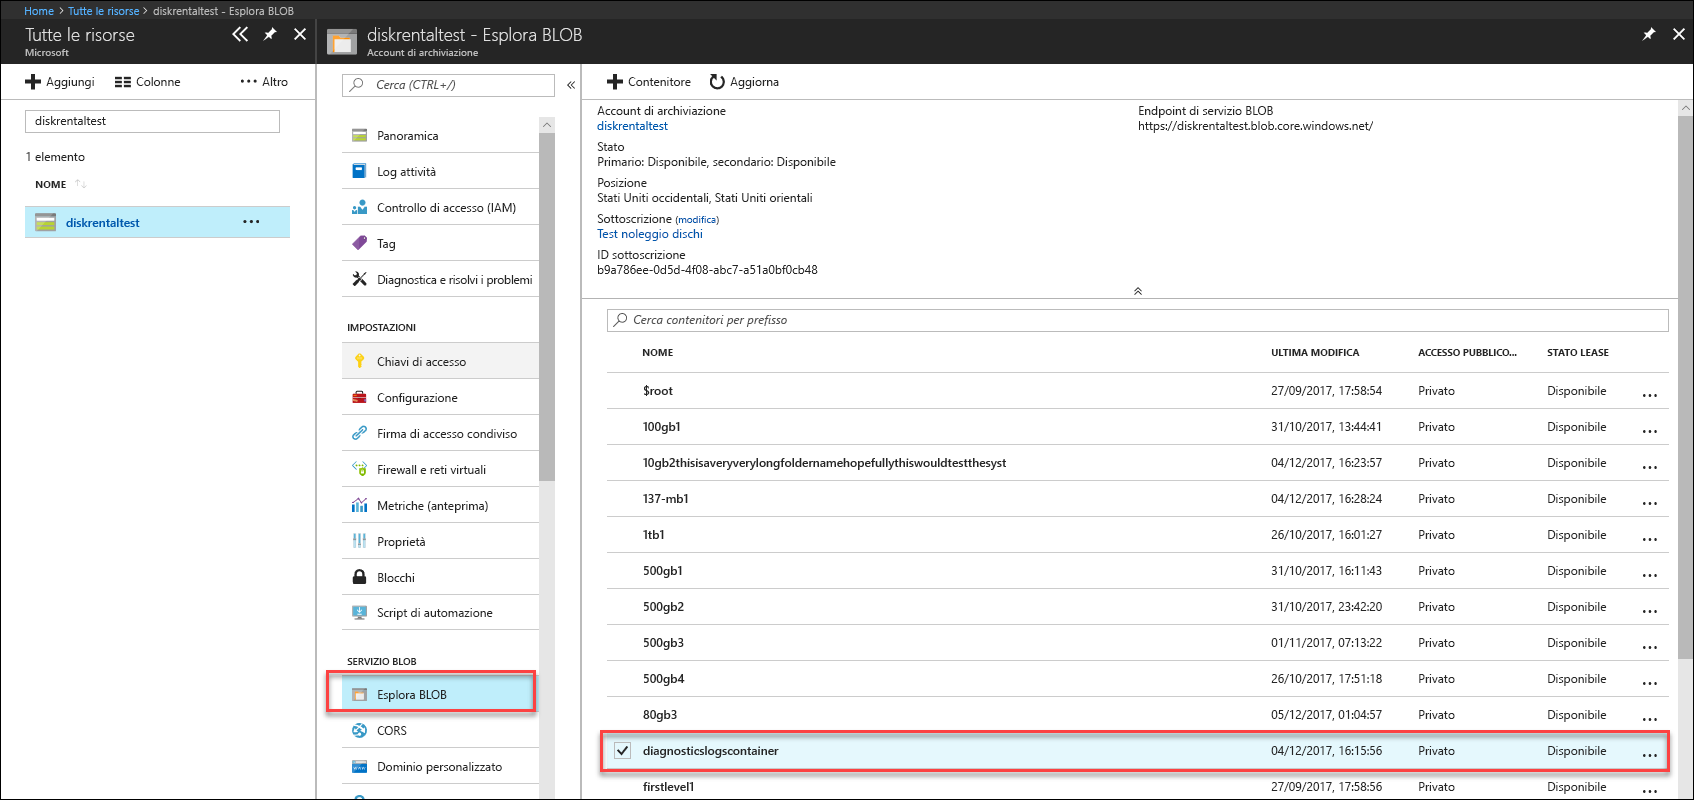 Home > Tutte le risorse > diskrentaltest - Esplora BLOB
Tutte le risorse
Microsoft
Aggiungi
Colonne
Altro
diskrentaltest
1 elemento
NOME
diskrentaltest
diskrentaltest - Esplora BLOB
Account di archiviazione
Cerca (CTRL+/)
Panoramica
Log attività
Controllo di accesso (IAM)
Tag
Diagnostica e risolvi i problemi
IMPOSTAZIONI
Chiavi di accesso
Configurazione
Firma di accesso condiviso
Firewall e reti virtuali
Metriche (anteprima)
Proprietà
Blocchi
Script di automazione
SERVIZIO BLOB
Esplora BLOB
CORS
Dominio personalizzato
Contenitore
Aggiorna
Account di archiviazione
diskrentaltest
Stato
Primario: Disponibile, secondario: Disponibile
Posizione
Stati Uniti occidentali, Stati Uniti orientali
Sottoscrizione (modifica)
Test noleggio dischi
ID sottoscrizione
b9a786ee-0d5d-4f08-abc7-a51a0bf0cb48
Endpoint di servizio BLOB
https://diskrentaltest.blob.core.windows.net/
Cerca contenitori per prefisso
NOME ULTIMA MODIFICA ACCESSO PUBBLICO... STATO LEASE
$root 27/09/2017, 17:58:54 Privato Disponibile ...
100gb1 31/10/2017, 13:44:41 Privato Disponibile ...
10gb2thisisaveryverylongfoldernamehopefullythiswouldtestthesyst 04/12/2017, 16:23:57 Privato Disponibile ...
137-mb1 04/12/2017, 16:28:24 Privato Disponibile ...
1tb1 26/10/2017, 16:01:27 Privato Disponibile ...
500gb1 31/10/2017, 16:11:43 Privato Disponibile ...
500gb2 31/10/2017, 23:42:20 Privato Disponibile ...
500gb3 01/11/2017, 07:13:22 Privato Disponibile ...
500gb4 26/10/2017, 17:51:18 Privato Disponibile ...
80gb3 05/12/2017, 01:04:57 Privato Disponibile ...
diagnosticslogscontainer 04/12/2017, 16:15:56 Privato Disponibile ...
firstlevel1 27/09/2017, 17:58:56 Privato Disponibile ...